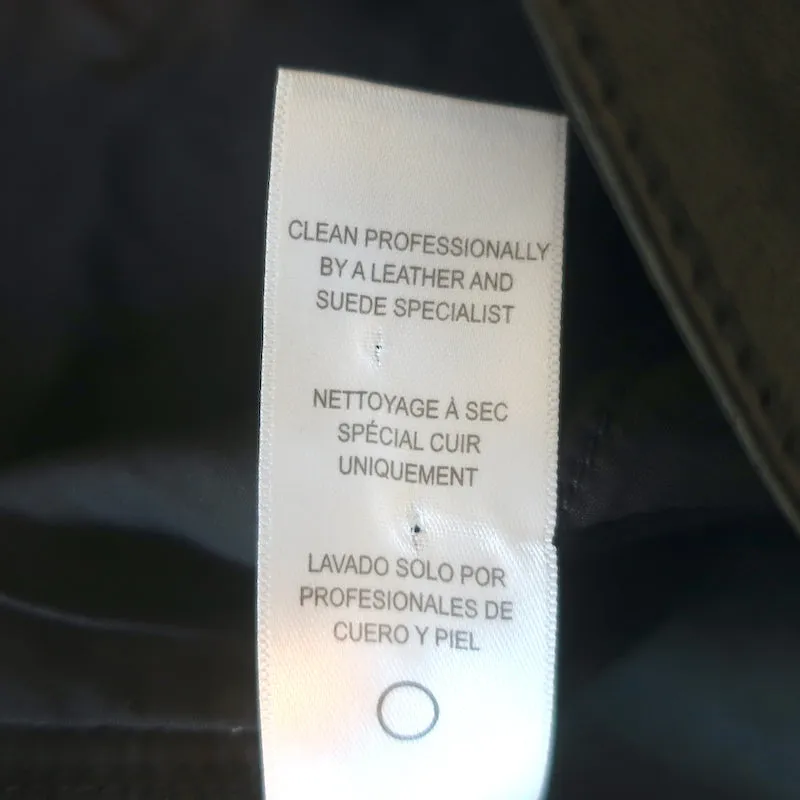 CLEAN PROFESSIONALLY
BY A LEATHER AND
SUEDE SPECIALIST
NETTOYAGE À SEC
SPÉCIAL CUIR
UNIQUEMENT
LAVADO SOLO POR
PROFESIONALES DE
CUERO Y PIEL